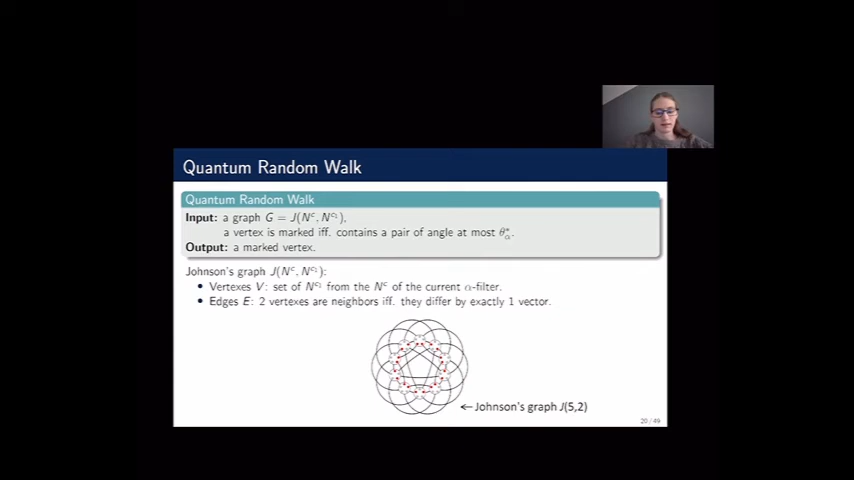 Quantum Random Walk
Quantum Random Walk
Input: a graph G = J(N^c, N^{c_1}),
a vertex is marked iff. contains a pair of angle at most θ*_α.
Output: a marked vertex.
Johnson's graph J(N^c, N^{c_1}):
• Vertices V: set of N^{c_1} from the N^c of the current α-filter.
• Edges E: 2 vertexes are neighbors iff. they differ by exactly 1 vector.
← Johnson's graph J(5,2)
20 / 49